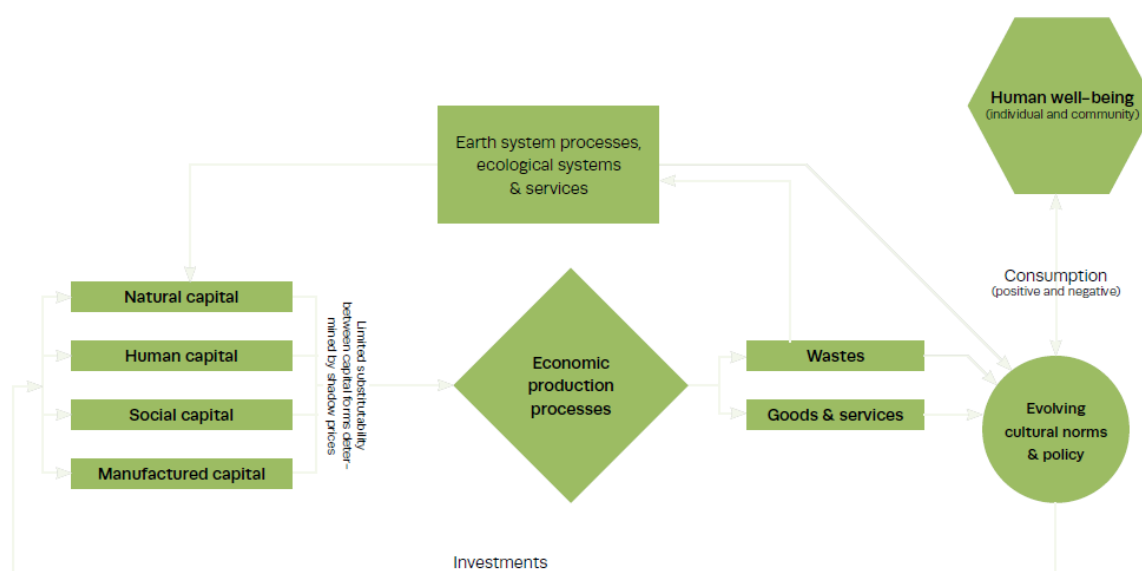 Human well-being
(individual and community)
Earth system processes,
ecological systems
& services
Consumption
(positive and negative)
Natural capital
Human capital
Social capital
Manufactured capital
Limited substitutability
between capital forms deter-
mined by shadow prices
Economic
production
processes
Wastes
Goods & services
Evolving
cultural norms
& policy
Investments